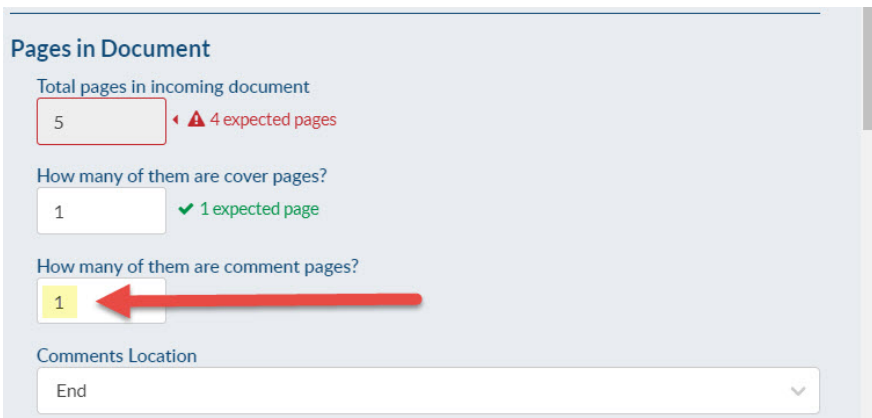 Pages in Document
Total pages in incoming document
5 4 expected pages
How many of them are cover pages?
1 1 expected page
How many of them are comment pages?
1
Comments Location
End